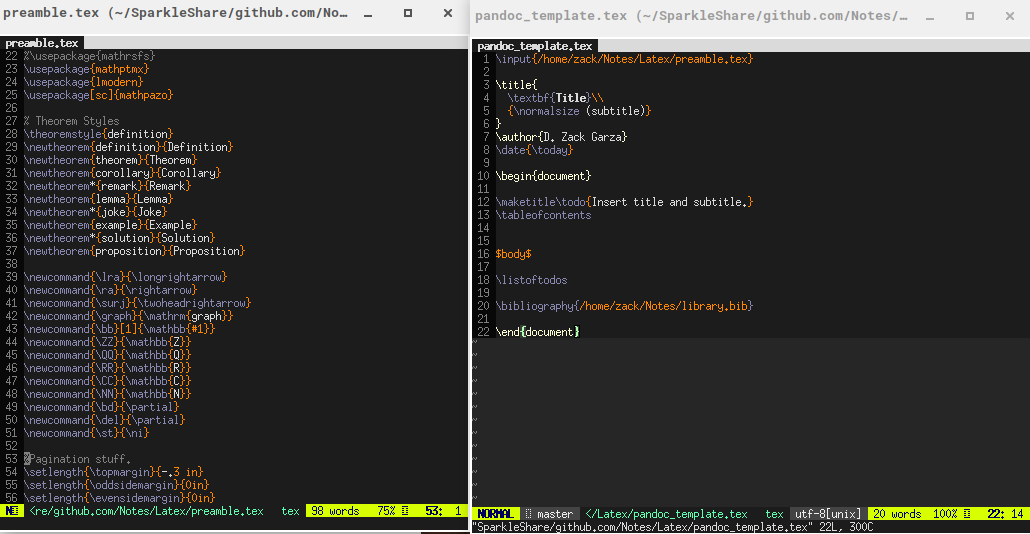 preamble.tex (~/SparkleShare/github.com/No...
preamble.tex
22 %\usepackage{mathrsfs}
23 \usepackage{mathptmx}
24 \usepackage{lmodern}
25 \usepackage[sc]{mathpazo}
26
27 % Theorem Styles
28 \theoremstyle{definition}
29 \newtheorem{definition}{Definition}
30 \newtheorem{theorem}{Theorem}
31 \newtheorem{corollary}{Corollary}
32 \newtheorem*{remark}{Remark}
33 \newtheorem{lemma}{Lemma}
34 \newtheorem*{joke}{Joke}
35 \newtheorem{example}{Example}
36 \newtheorem*{solution}{Solution}
37 \newtheorem{proposition}{Proposition}
38
39 \newcommand{\lra}{\longrightarrow}
40 \newcommand{\ra}{\rightarrow}
41 \newcommand{\surj}{\twoheadrightarrow}
42 \newcommand{\graph}{\mathrm{graph}}
43 \newcommand{\bb}[1]{\mathbb{#1}}
44 \newcommand{\ZZ}{\mathbb{Z}}
45 \newcommand{\QQ}{\mathbb{Q}}
46 \newcommand{\RR}{\mathbb{R}}
47 \newcommand{\CC}{\mathbb{C}}
48 \newcommand{\NN}{\mathbb{N}}
49 \newcommand{\bd}{\partial}
50 \newcommand{\del}{\partial}
51 \newcommand{\st}{\ni}
52
53 %Pagination stuff.
54 \setlength{\topmargin}{-.3 in}
55 \setlength{\oddsidemargin}{0in}
56 \setlength{\evensidemargin}{0in}
<re/github.com/Notes/Latex/preamble.tex tex 98 words 75% 53: 1
pandoc_template.tex (~/SparkleShare/github.com/Notes/...
pandoc_template.tex
1 \input{/home/zack/Notes/Latex/preamble.tex}
2
3 \title{
4 \textbf{Title}\\
5 {\normalsize (subtitle)}
6 }
7 \author{D. Zack Garza}
8 \date{\today}
9
10 \begin{document}
11
12 \maketitle\todo{Insert title and subtitle.}
13 \tableofcontents
14
15
16 $body$
17
18 \listoftodos
19
20 \bibliography{/home/zack/Notes/library.bib}
21
22 \end{document}
~
~
~
~
~
~
~
~
~
~
~
~
~
NORMAL master </Latex/pandoc_template.tex tex utf-8[unix] 20 words 100% 22: 14
"SparkleShare/github.com/Notes/Latex/pandoc_template.tex" 22L, 300C